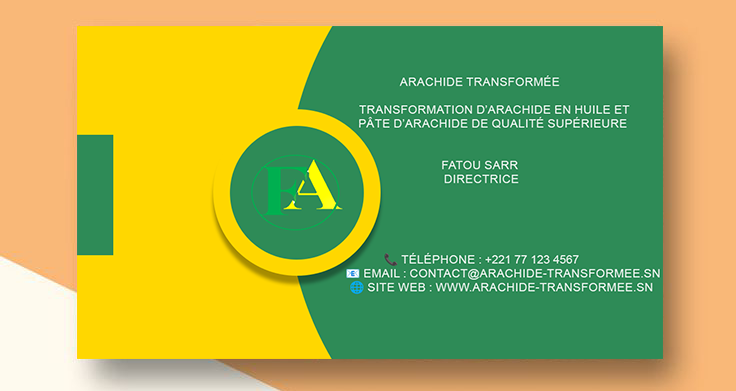 ARACHIDE TRANSFORMÉE
TRANSFORMATION D'ARACHIDE EN HUILE ET
PÂTE D'ARACHIDE DE QUALITÉ SUPÉRIEURE
FA
FATOU SARR
DIRECTRICE
📞 TÉLÉPHONE : +221 77 123 4567
📧 EMAIL : CONTACT@ARACHIDE-TRANSFORMEE.SN
🌐 SITE WEB : WWW.ARACHIDE-TRANSFORMEE.SN